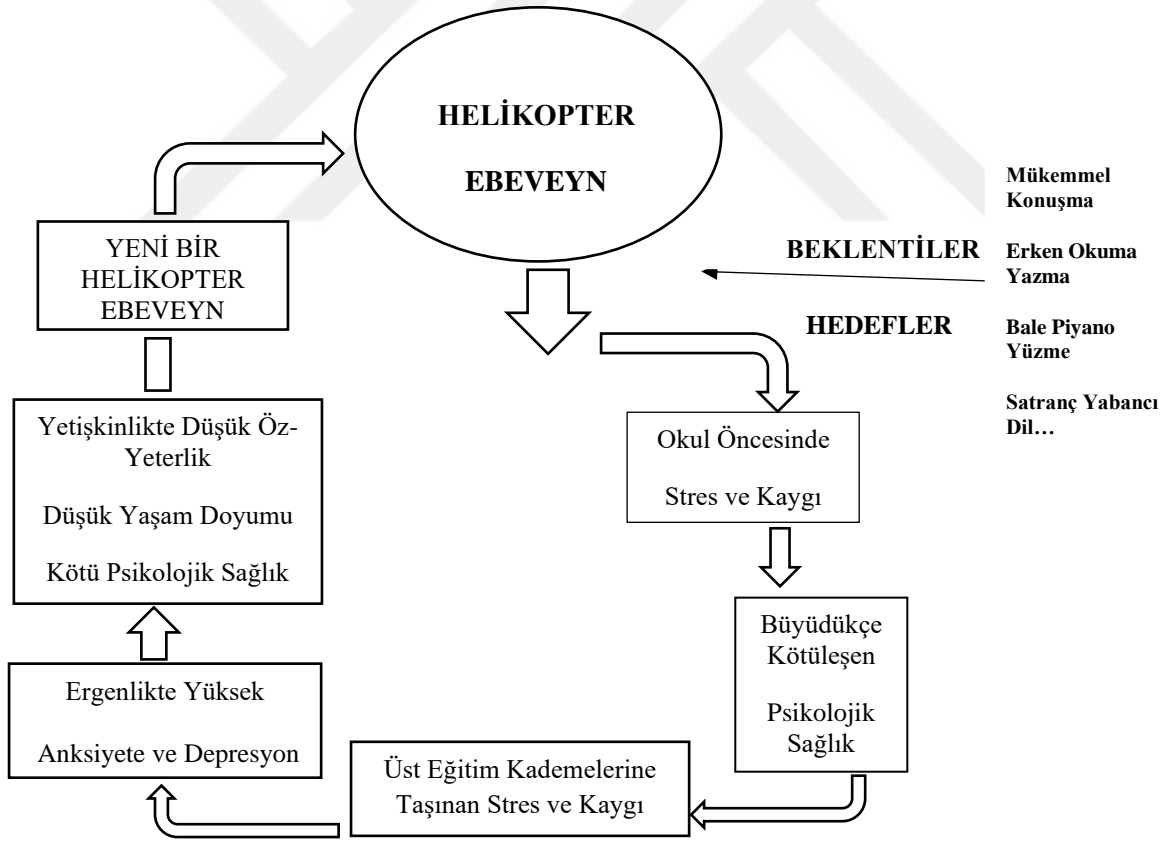 HELİKOPTER
EBEVEYN
BEKLENTİLER
HEDEFLER
Mükemmel
Konuşma
Erken Okuma
Yazma
Bale Piyano
Yüzme
Satranç Yabancı
Dil…
Okul Öncesinde
Stres ve Kaygı
Büyüdükçe
Kötüleşen
Psikolojik
Sağlık
Üst Eğitim Kademelerine
Taşınan Stres ve Kaygı
Ergenlikte Yüksek
Anksiyete ve Depresyon
Yetişkinlikte Düşük Öz-
Yeterlik
Düşük Yaşam Doyumu
Kötü Psikolojik Sağlık
YENİ BİR
HELİKOPTER
EBEVEYN